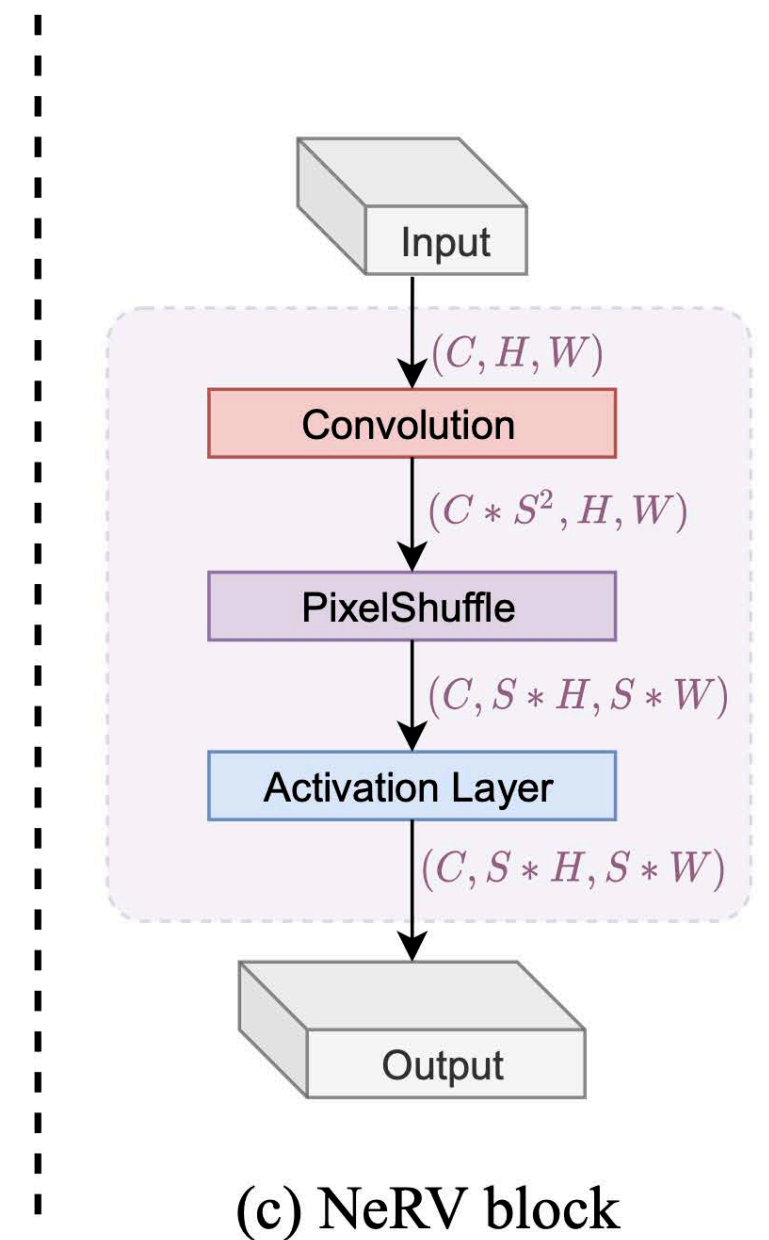 Input
(C, H, W)
Convolution
(C * S², H, W)
PixelShuffle
(C, S * H, S * W)
Activation Layer
(C, S * H, S * W)
Output
(c) NeRV block